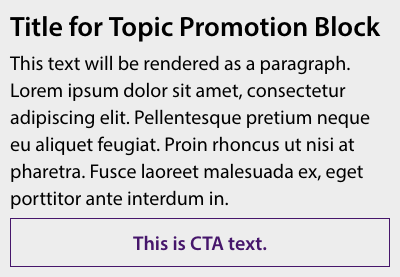 Title for Topic Promotion Block
This text will be rendered as a paragraph.
Lorem ipsum dolor sit amet, consectetur
adipiscing elit. Pellentesque pretium neque
eu aliquet feugiat. Proin rhoncus ut nisi at
pharetra. Fusce laoreet malesuada ex, eget
porttitor ante interdum in.
This is CTA text.